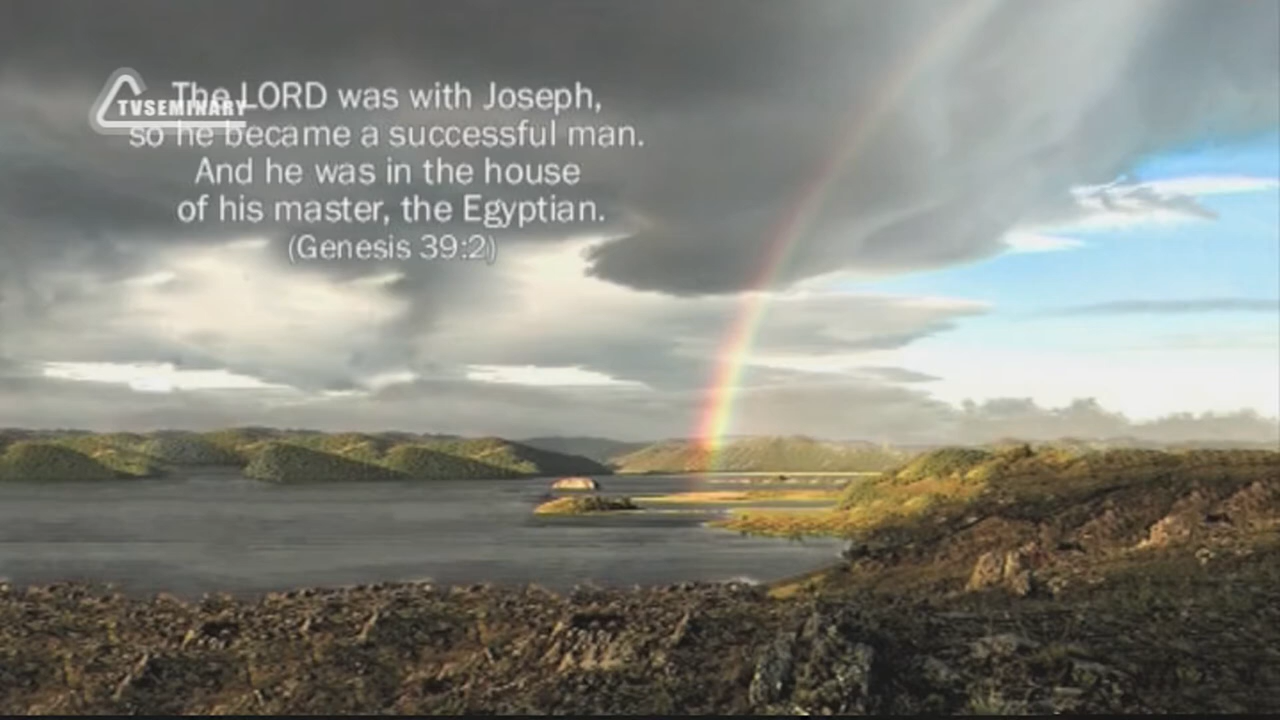 TVSEMINARY
The LORD was with Joseph,
so he became a successful man.
And he was in the house
of his master, the Egyptian.
(Genesis 39:2)